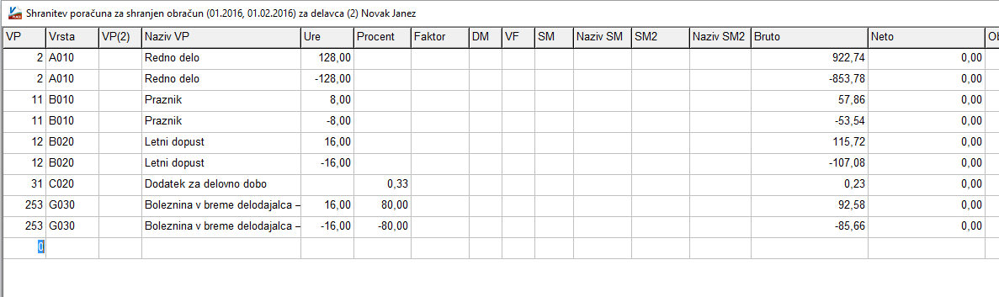 Shranitev poračuna za shranjen obračun (01.2016, 01.02.2016) za delavca (2) Novak Janez
VP Vrsta VP(2) Naziv VP Ure Procent Faktor DM VF SM Naziv SM SM2 Naziv SM2 Bruto Neto Ob
2 A010 Redno delo 128,00 922,74 0,00
2 A010 Redno delo -128,00 -853,78 0,00
11 B010 Praznik 8,00 57,86 0,00
11 B010 Praznik -8,00 -53,54 0,00
12 B020 Letni dopust 16,00 115,72 0,00
12 B020 Letni dopust -16,00 -107,08 0,00
31 C020 Dodatek za delovno dobo 0,33 0,23 0,00
253 G030 Boleznina v breme delodajalca – 16,00 80,00 92,58 0,00
253 G030 Boleznina v breme delodajalca – -16,00 -80,00 -85,66 0,00
0